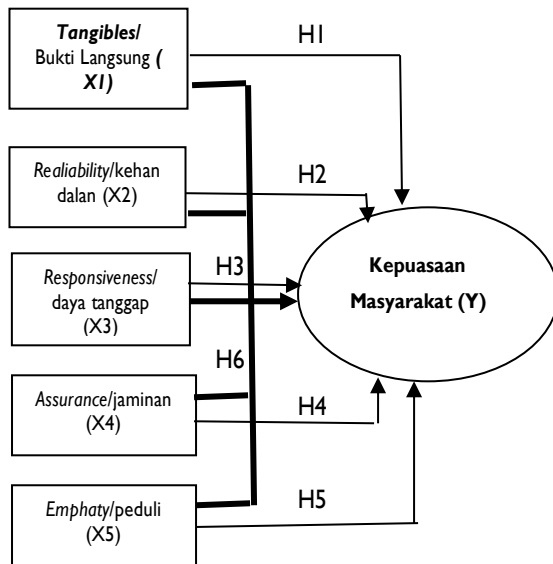 Tangibles/
Bukti Langsung (
X1)
H1
Realiability/kehan
dalan (X2)
H2
Responsiveness/
daya tanggap
(X3)
H3
Kepuasaan
Masyarakat (Y)
H6
Assurance/jaminan
(X4)
H4
Emphaty/peduli
(X5)
H5